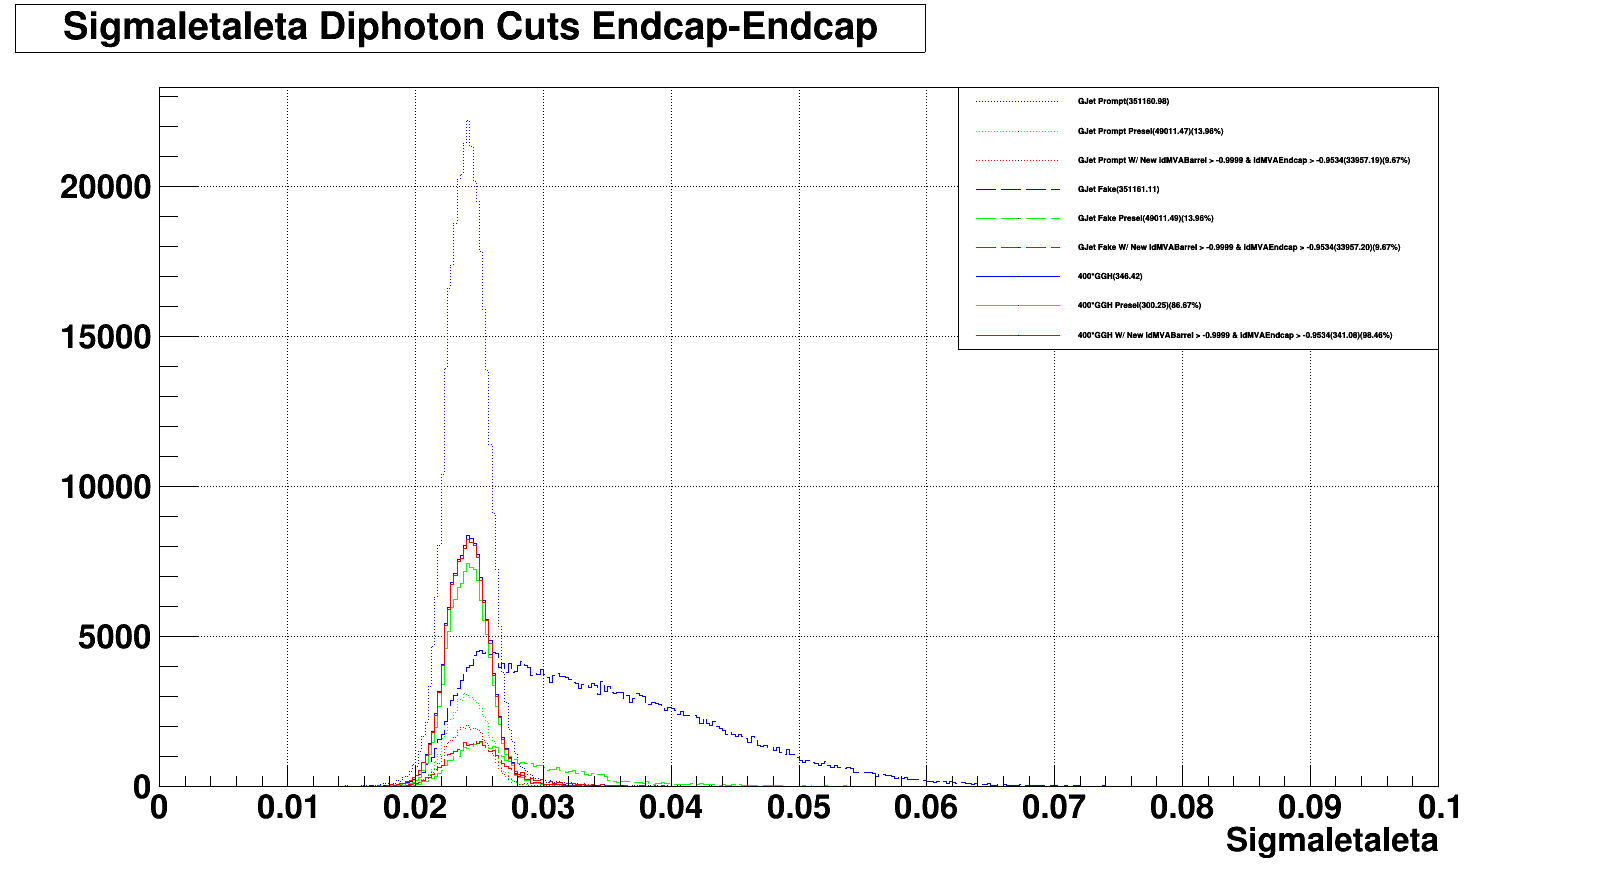 SigmaIetaIeta Diphoton Cuts Endcap-Endcap
GJet Prompt(351160.98)
GJet Prompt Presel(49011.47)(13.96%)
GJet Prompt W/ New idMVABarrel > -0.9999 & idMVAEndcap > -0.9534(33957.19)(9.67%)
GJet Fake(351161.11)
GJet Fake Presel(49011.49)(13.96%)
GJet Fake W/ New idMVABarrel > -0.9999 & idMVAEndcap > -0.9534(33957.20)(9.67%)
400*GGH(346.42)
400*GGH Presel(300.25)(86.67%)
400*GGH W/ New idMVABarrel > -0.9999 & idMVAEndcap > -0.9534(341.08)(98.46%)
20000
15000
10000
5000
0
0 0.01 0.02 0.03 0.04 0.05 0.06 0.07 0.08 0.09 0.1
SigmaIetaIeta